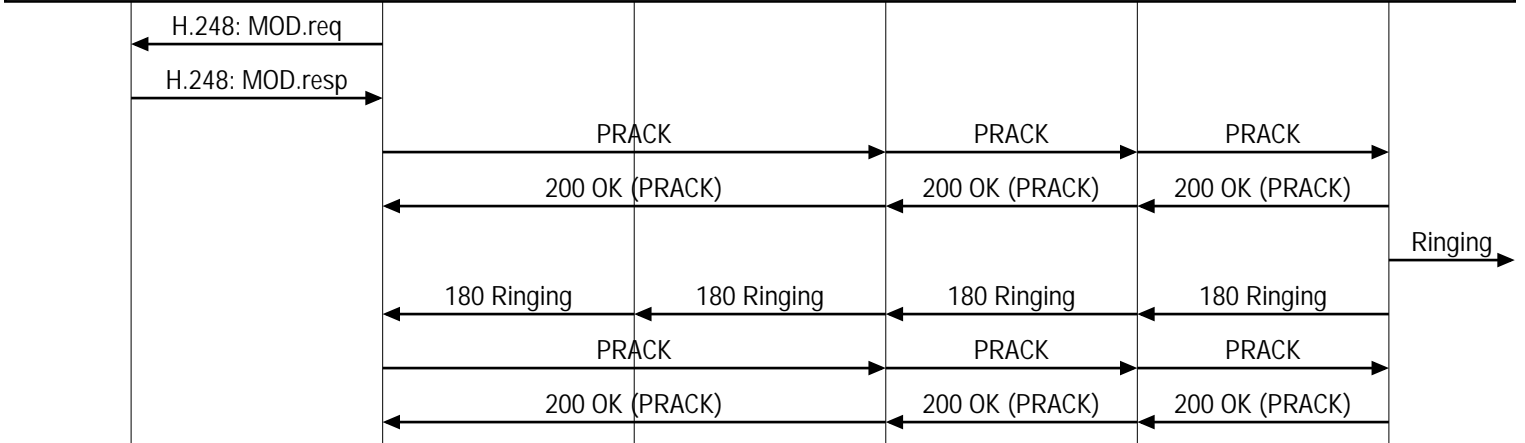 H.248: MOD.req
H.248: MOD.resp
PRACK PRACK PRACK
200 OK (PRACK) 200 OK (PRACK) 200 OK (PRACK)
Ringing
180 Ringing 180 Ringing 180 Ringing 180 Ringing
PRACK PRACK PRACK
200 OK (PRACK) 200 OK (PRACK) 200 OK (PRACK)